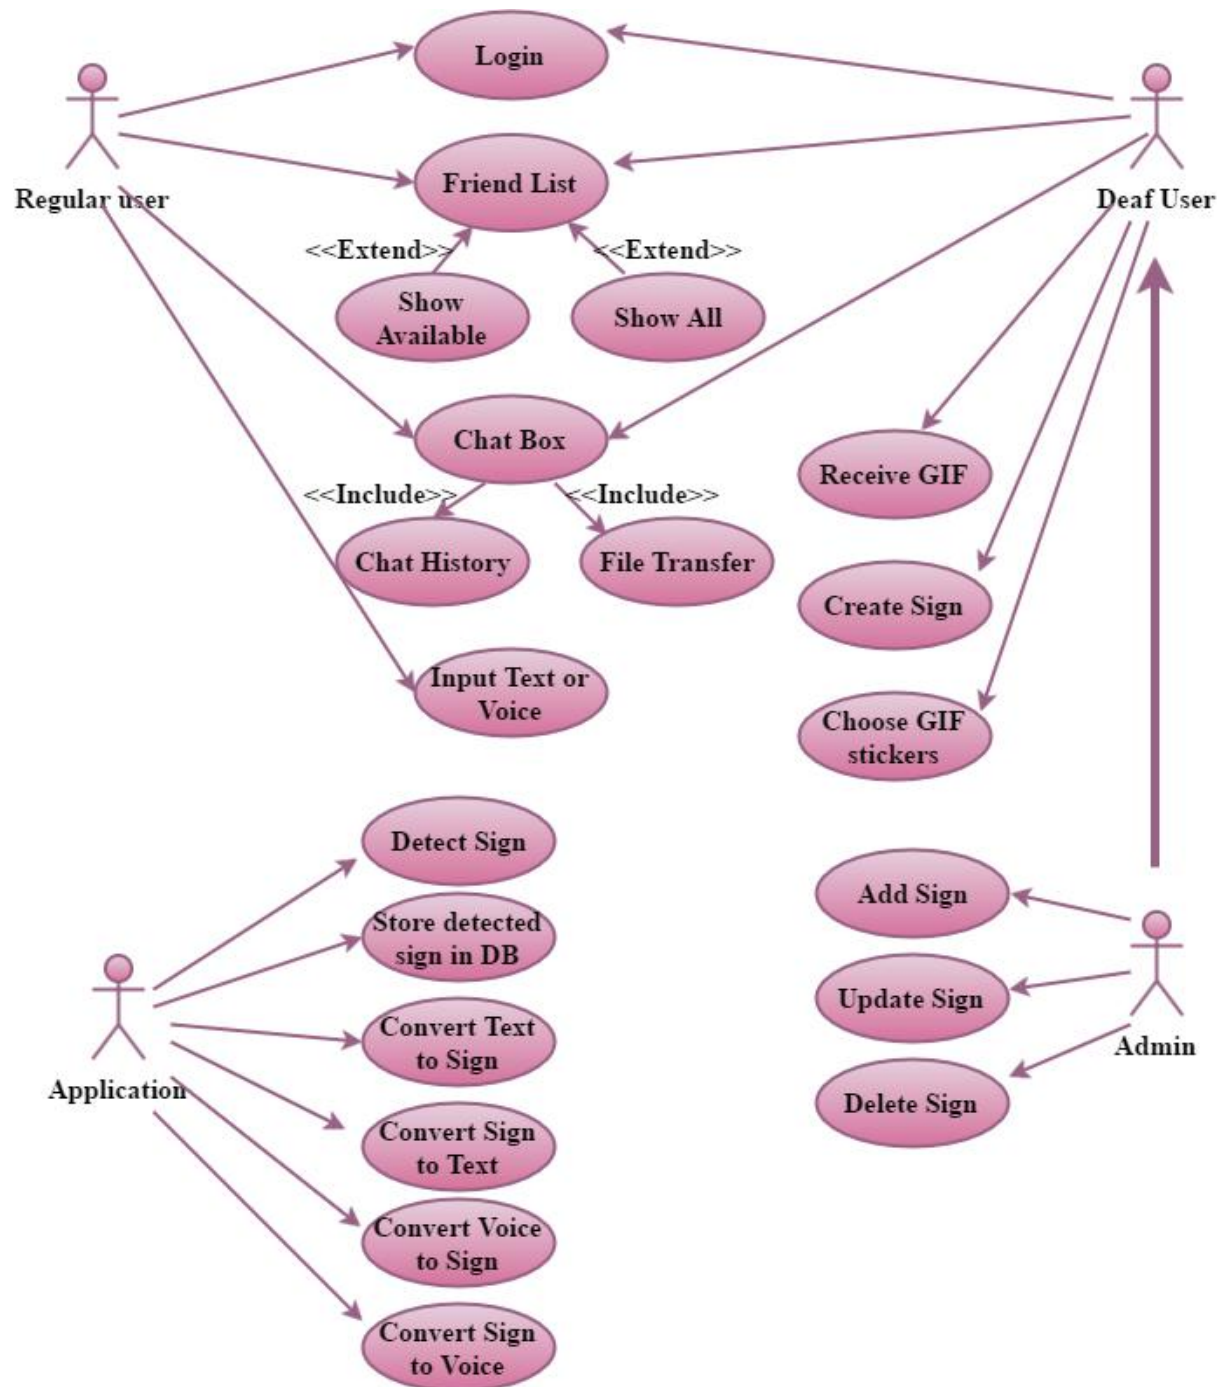 Login
Regular user
Deaf User
Friend List
<<Extend>>
<<Extend>>
Show
Available
Show All
Chat Box
Receive GIF
<<Include>>
<<Include>>
Chat History
File Transfer
Create Sign
Input Text or
Voice
Choose GIF
stickers
Detect Sign
Add Sign
Store detected
sign in DB
Update Sign
Convert Text
to Sign
Admin
Application
Delete Sign
Convert Sign
to Text
Convert Voice
to Sign
Convert Sign
to Voice